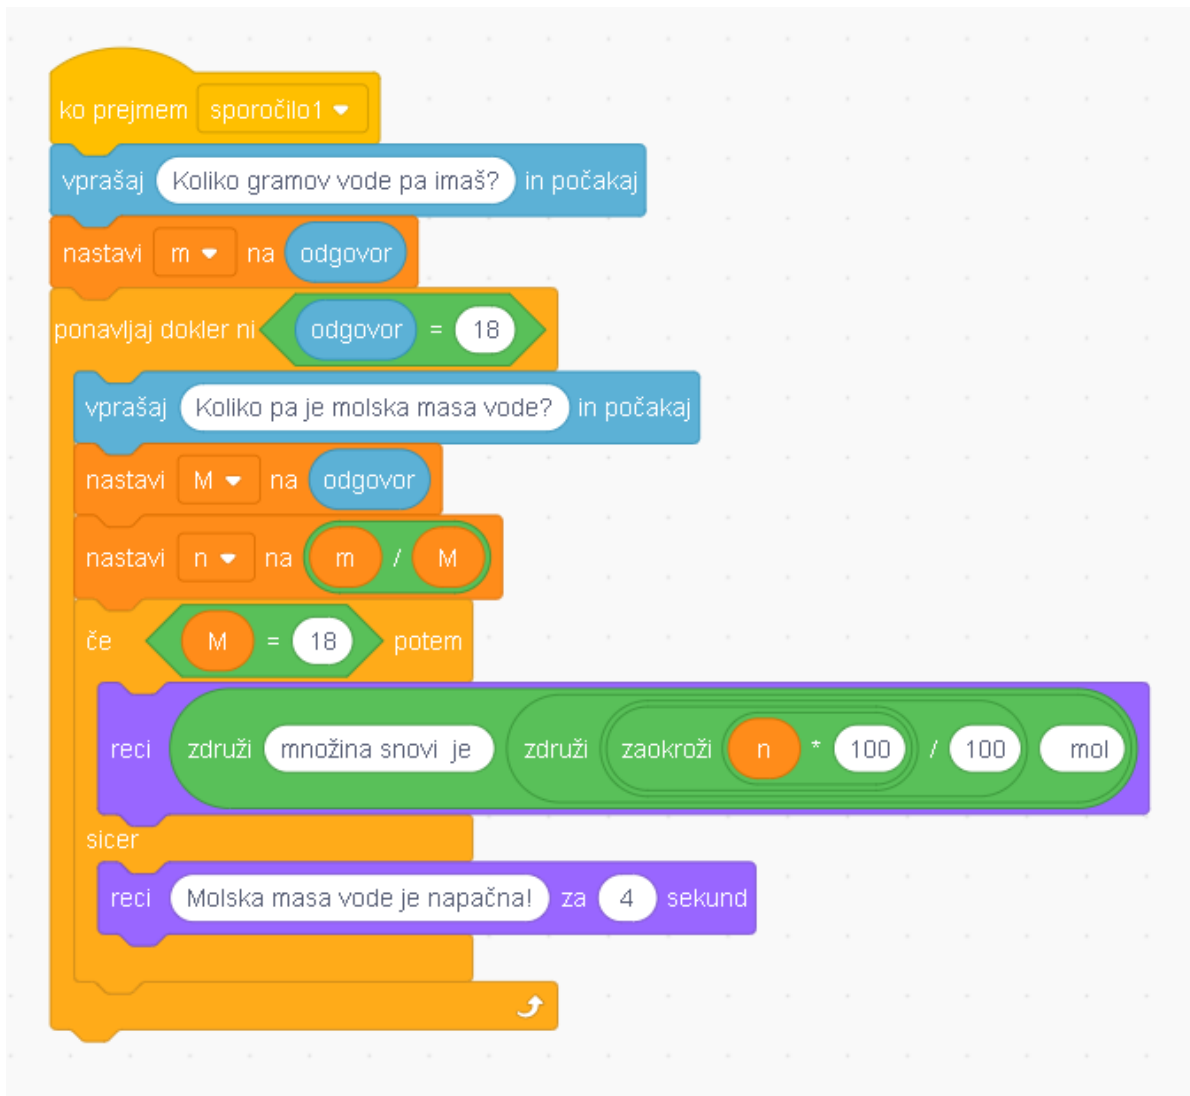 ko prejmem sporočilo1
vprašaj Koliko gramov vode pa imaš? in počakaj
nastavi m na odgovor
ponavljaj dokler ni odgovor = 18
vprašaj Koliko pa je molska masa vode? in počakaj
nastavi M na odgovor
nastavi n na m / M
če M = 18 potem
reci združi množina snovi je združi zaokroži n * 100 / 100 mol
sicer
reci Molska masa vode je napačna! za 4 sekund